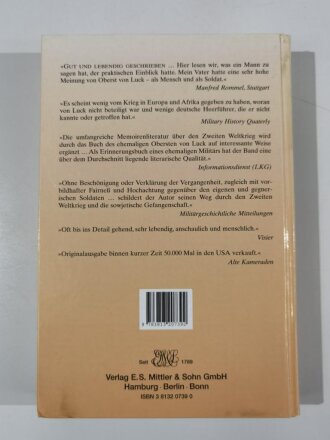 »GUT UND LEBENDIG GESCHRIEBEN ... Hier lesen wir, was ein Mann zu
sagen hat, der praktischen Einblick hatte. Mein Vater hatte eine sehr hohe
Meinung von Oberst von Luck – als Mensch und als Soldat.«
Manfred Rommel, Stuttgart
»Es scheint wenig vom Krieg in Europa und Afrika gegeben zu haben, woran
von Luck nicht beteiligt war und wenige deutsche Heerführer, die er nicht
kannte oder getroffen hat.«
Military History Quaterly
»Die umfangreiche Memoirenliteratur über den Zweiten Weltkrieg wird
durch das Buch des ehemaligen Obersten von Luck auf interessante Weise
ergänzt ... Als Erinnerungsbuch eines ehemaligen Militärs hat der Band eine
über dem Durchschnitt liegende literarische Qualität.«
Informationsdienst (LKG)
»Ohne Beschönigung oder Verklärung der Vergangenheit, zugleich mit vor-
bildhafter Fairneß und Hochachtung gegenüber den eigenen und gegne-
rischen Soldaten ... schildert der Autor seinen Weg durch den Zweiten
Weltkrieg und die sowjetische Gefangenschaft.«
Militärgeschichtliche Mitteilungen
»Oft bis ins Detail gehend, sehr lebendig, anschaulich und menschlich.«
Visier
»Originalausgabe binnen kurzer Zeit 50.000 Mal in den USA verkauft.«
Alte Kameraden
Seit 1789
Verlag E.S. Mittler & Sohn GmbH
Hamburg · Berlin · Bonn
ISBN 3 8132 0739 0